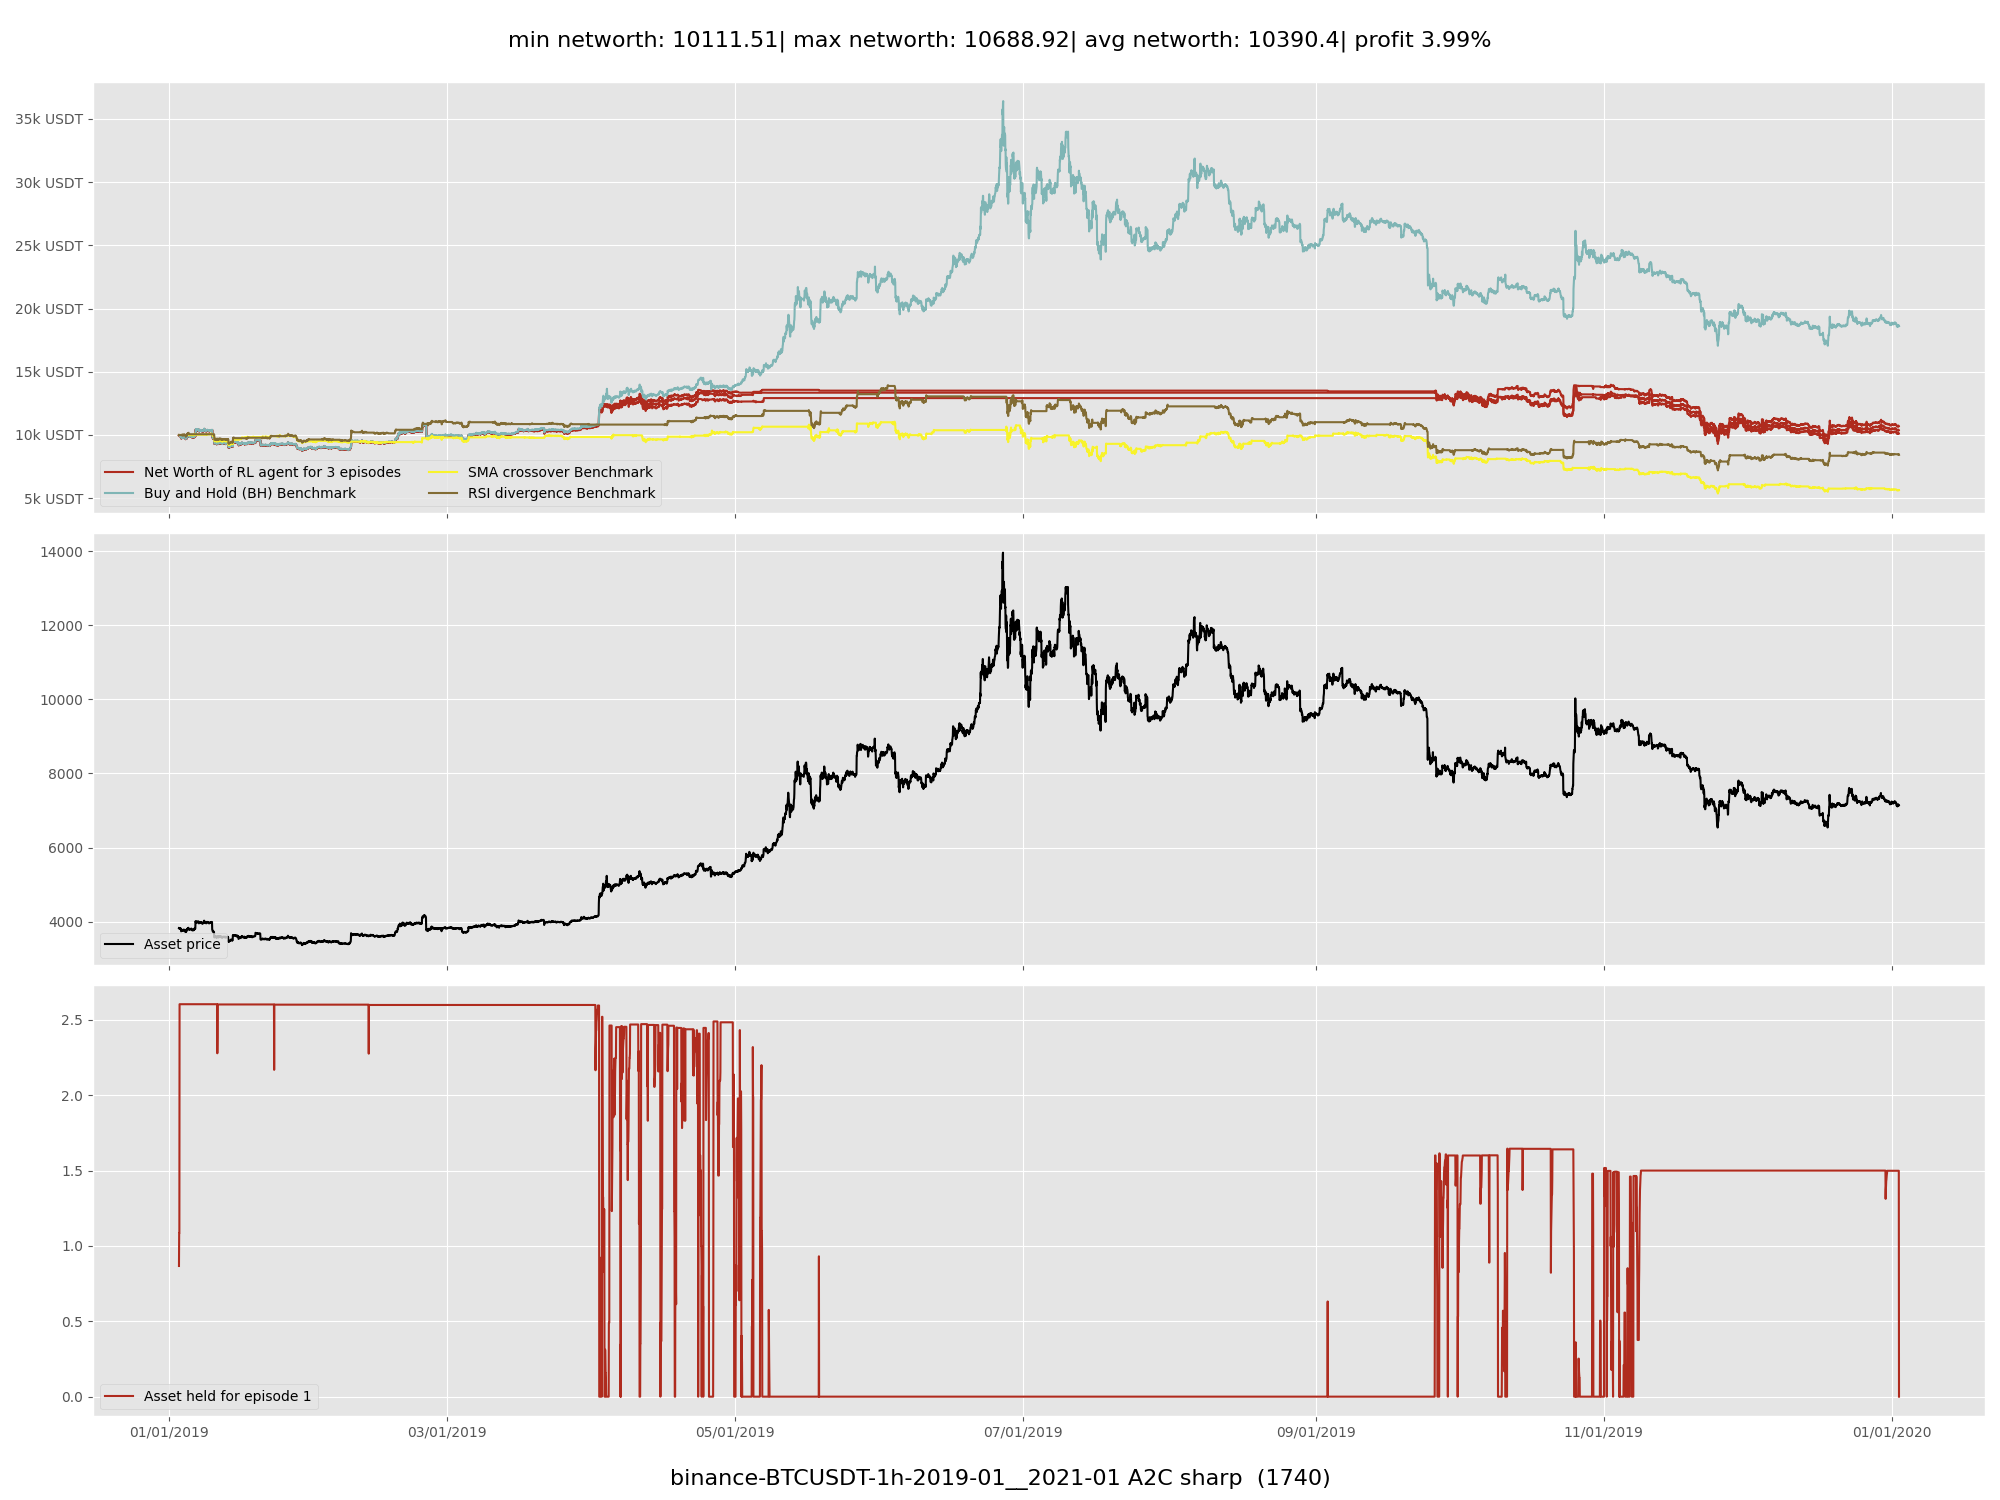 min networth: 10111.51| max networth: 10688.92| avg networth: 10390.4| profit 3.99%
35k USDT
30k USDT
25k USDT
20k USDT
15k USDT
10k USDT
5k USDT
Net Worth of RL agent for 3 episodes
Buy and Hold (BH) Benchmark
SMA crossover Benchmark
RSI divergence Benchmark
14000
12000
10000
8000
6000
4000
Asset price
2.5
2.0
1.5
1.0
0.5
0.0
Asset held for episode 1
01/01/2019 03/01/2019 05/01/2019 07/01/2019 09/01/2019 11/01/2019 01/01/2020
binance-BTCUSDT-1h-2019-01__2021-01 A2C sharp (1740)